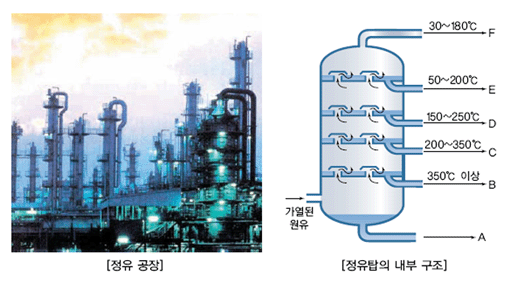 30~180℃
F
50~200℃
E
150~250℃
D
200~350℃
C
350℃ 이상
B
가열된
원유
A
[정유 공장]
[정유탑의 내부 구조]